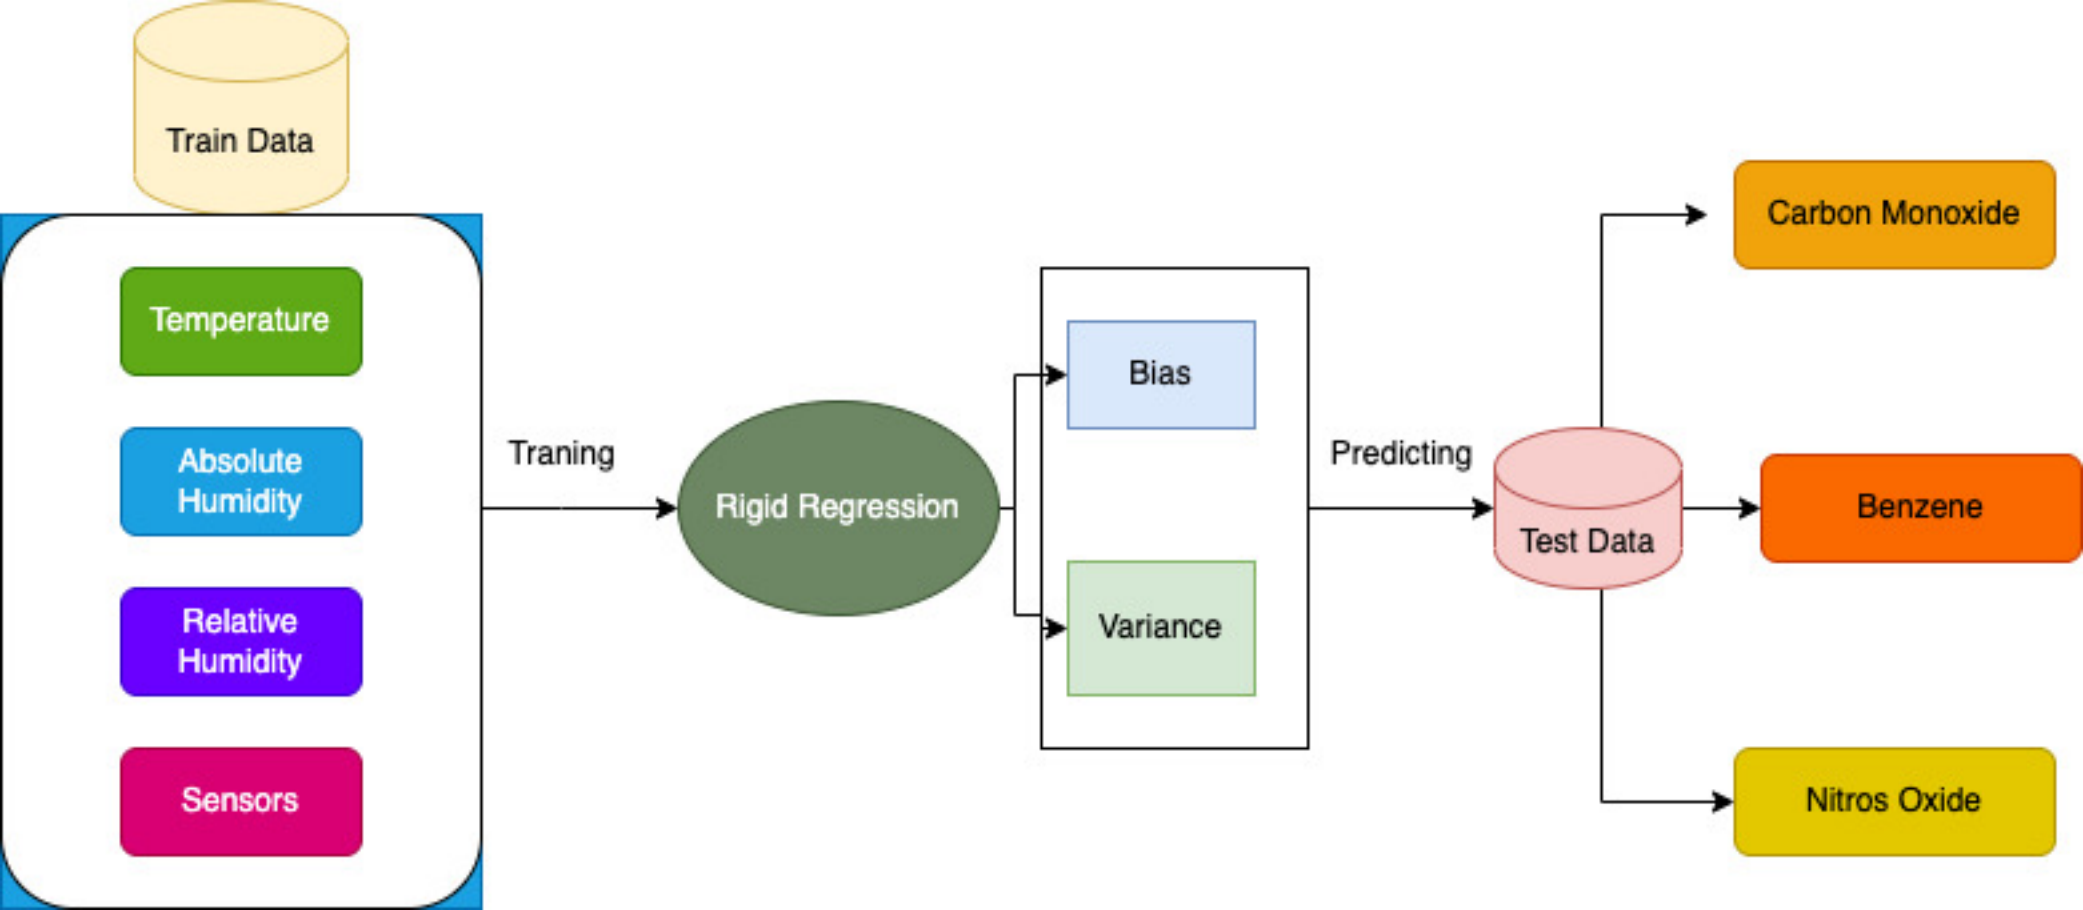 Train Data
Temperature
Absolute
Humidity
Relative
Humidity
Sensors
Traning
Rigid Regression
Bias
Variance
Predicting
Test Data
Carbon Monoxide
Benzene
Nitros Oxide